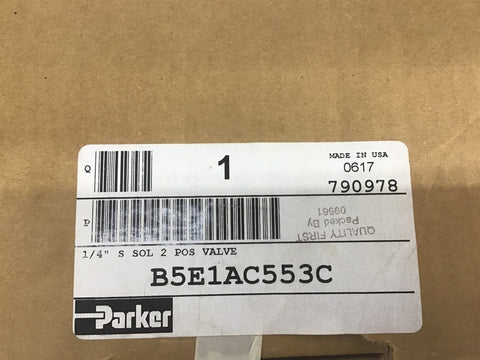 Q
1
MADE IN USA
0617
790978
P
QUALITY FIRST
Packed By
09561
1/4" S SOL 2 POS VALVE
B5E1AC553C
Parker